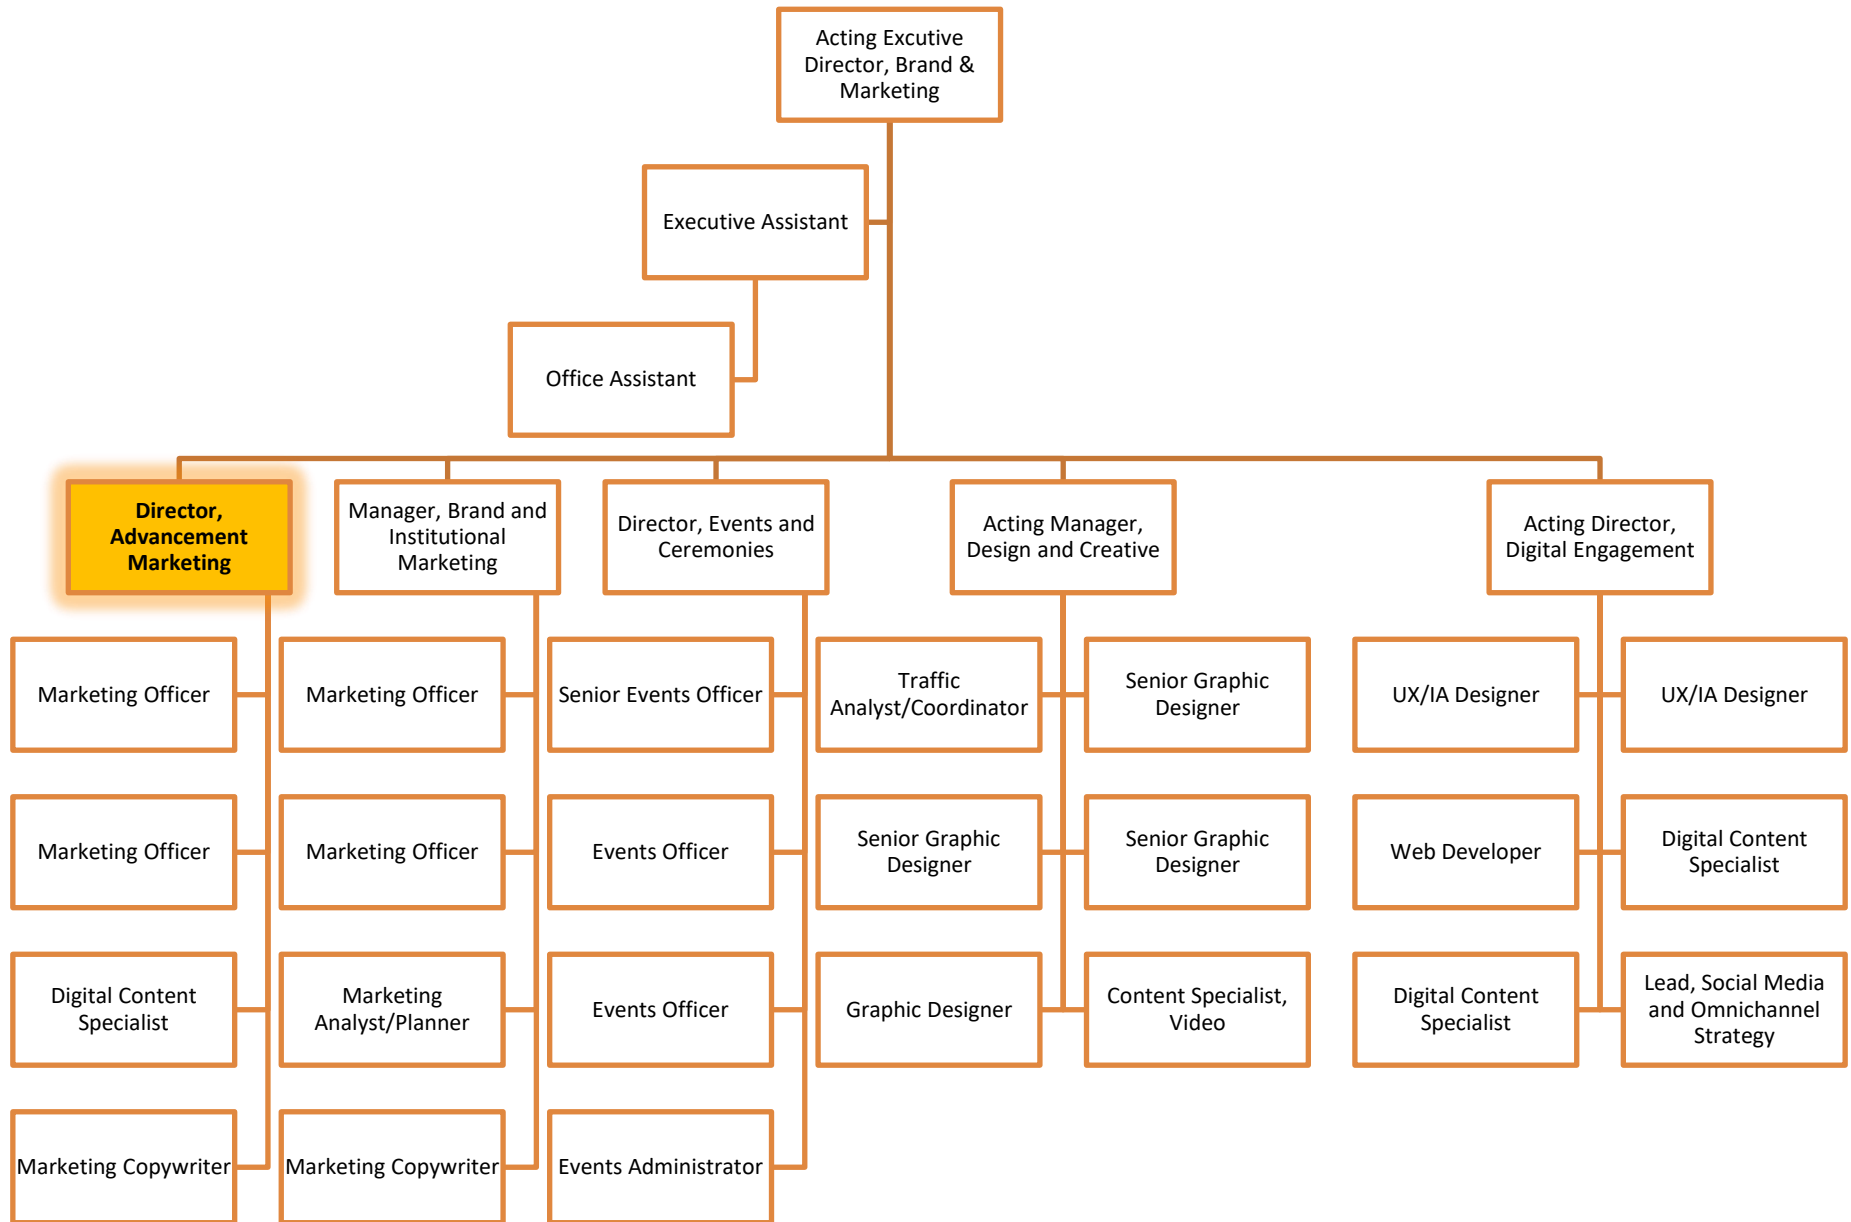 Acting Excutive
Director, Brand &
Marketing
Executive Assistant
Office Assistant
Director,
Advancement
Marketing
Manager, Brand and
Institutional
Marketing
Director, Events and
Ceremonies
Acting Manager,
Design and Creative
Acting Director,
Digital Engagement
Marketing Officer
Marketing Officer
Senior Events Officer
Traffic
Analyst/Coordinator
Senior Graphic
Designer
UX/IA Designer
UX/IA Designer
Marketing Officer
Marketing Officer
Events Officer
Senior Graphic
Designer
Senior Graphic
Designer
Web Developer
Digital Content
Specialist
Digital Content
Specialist
Marketing
Analyst/Planner
Events Officer
Graphic Designer
Content Specialist,
Video
Digital Content
Specialist
Lead, Social Media
and Omnichannel
Strategy
Marketing Copywriter
Marketing Copywriter
Events Administrator